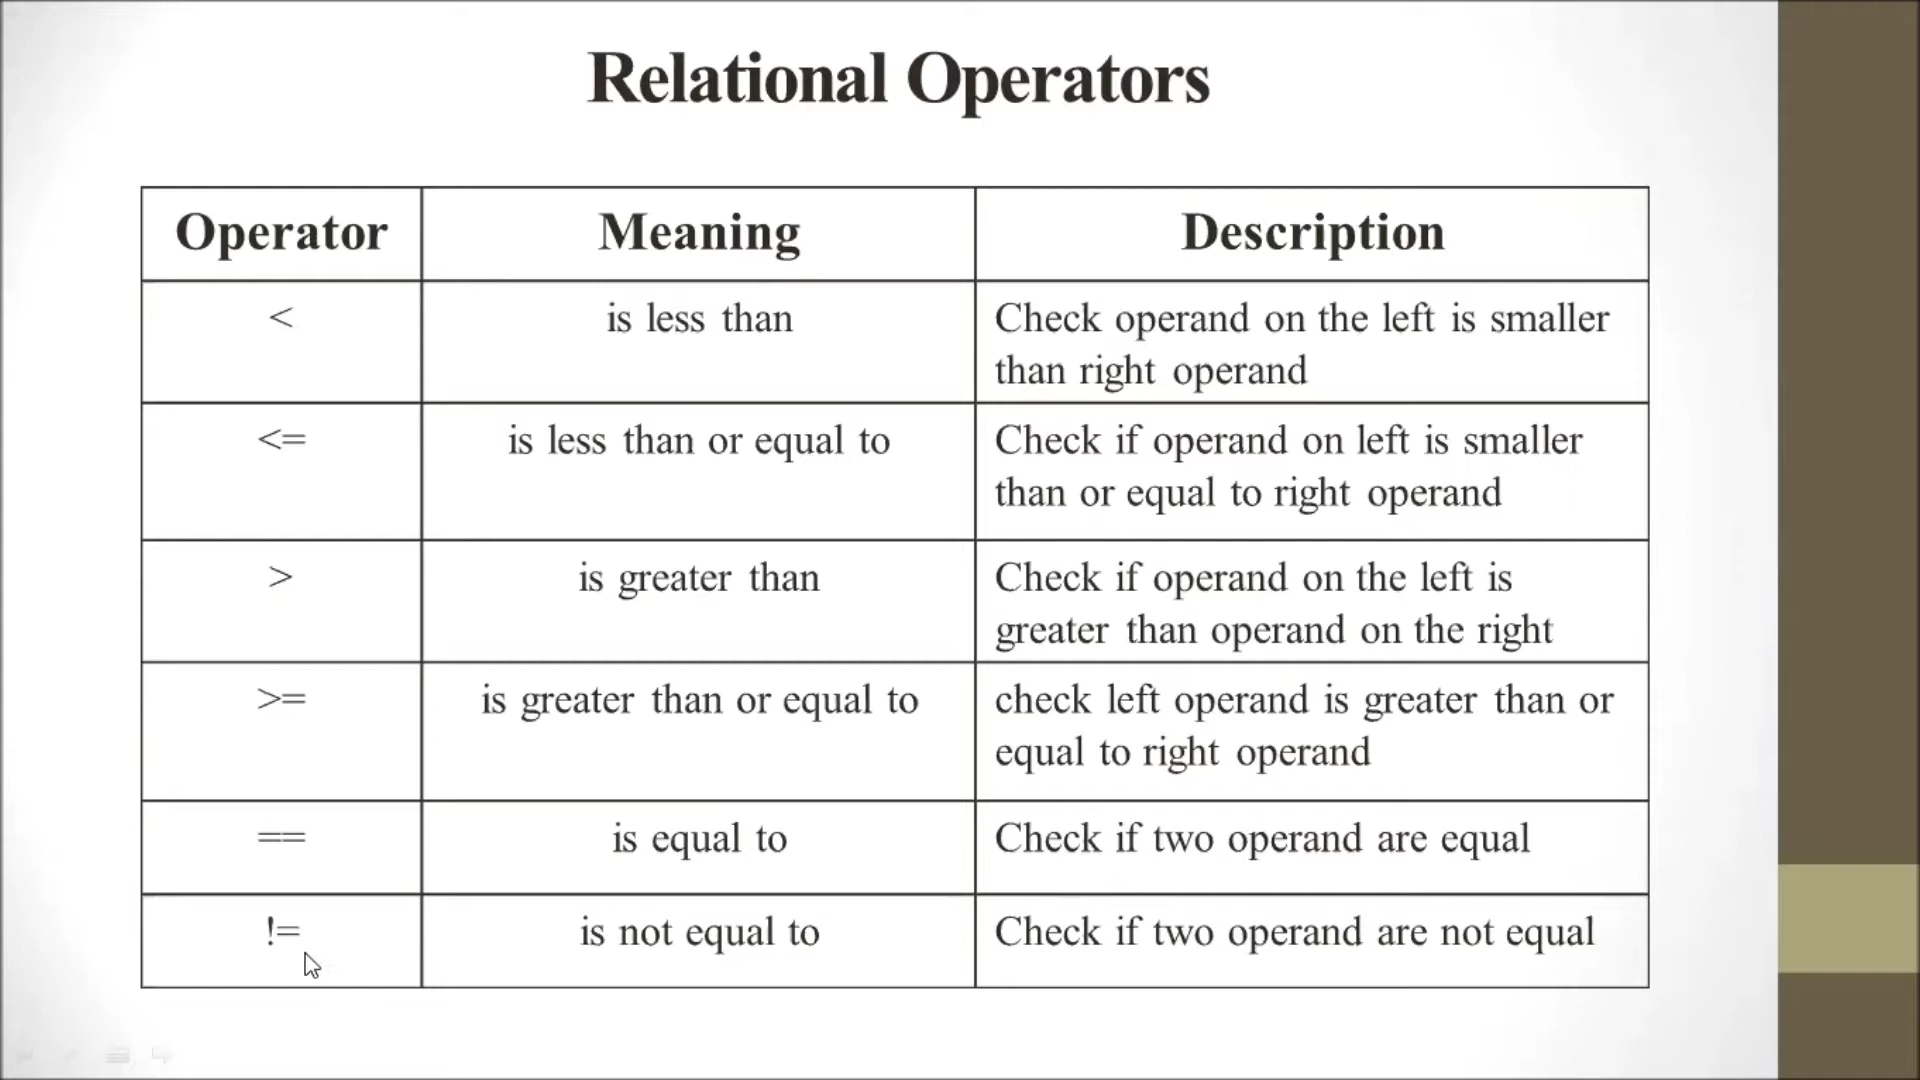 Relational Operators
Operator Meaning Description
< is less than Check operand on the left is smaller
than right operand
<= is less than or equal to Check if operand on left is smaller
than or equal to right operand
> is greater than Check if operand on the left is
greater than operand on the right
>= is greater than or equal to check left operand is greater than or
equal to right operand
== is equal to Check if two operand are equal
!= is not equal to Check if two operand are not equal